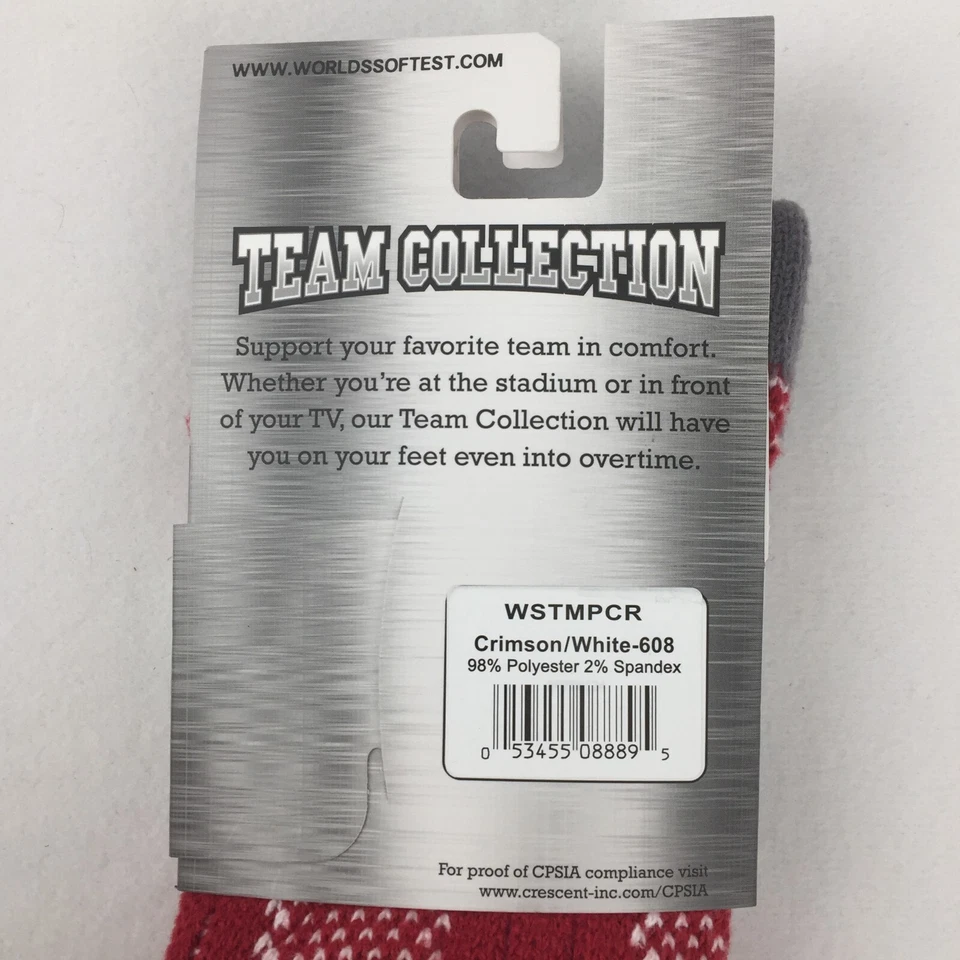 WWW.WORLDSSOFTEST.COM
TEAM COLLECTION
Support your favorite team in comfort.
Whether you're at the stadium or in front
of your TV, our Team Collection will have
you on your feet even into overtime.
WSTMPCR
Crimson/White-608
98% Polyester 2% Spandex
0 53455 08889 5
For proof of CPSIA compliance visit
www.crescent-inc.com/CPSIA